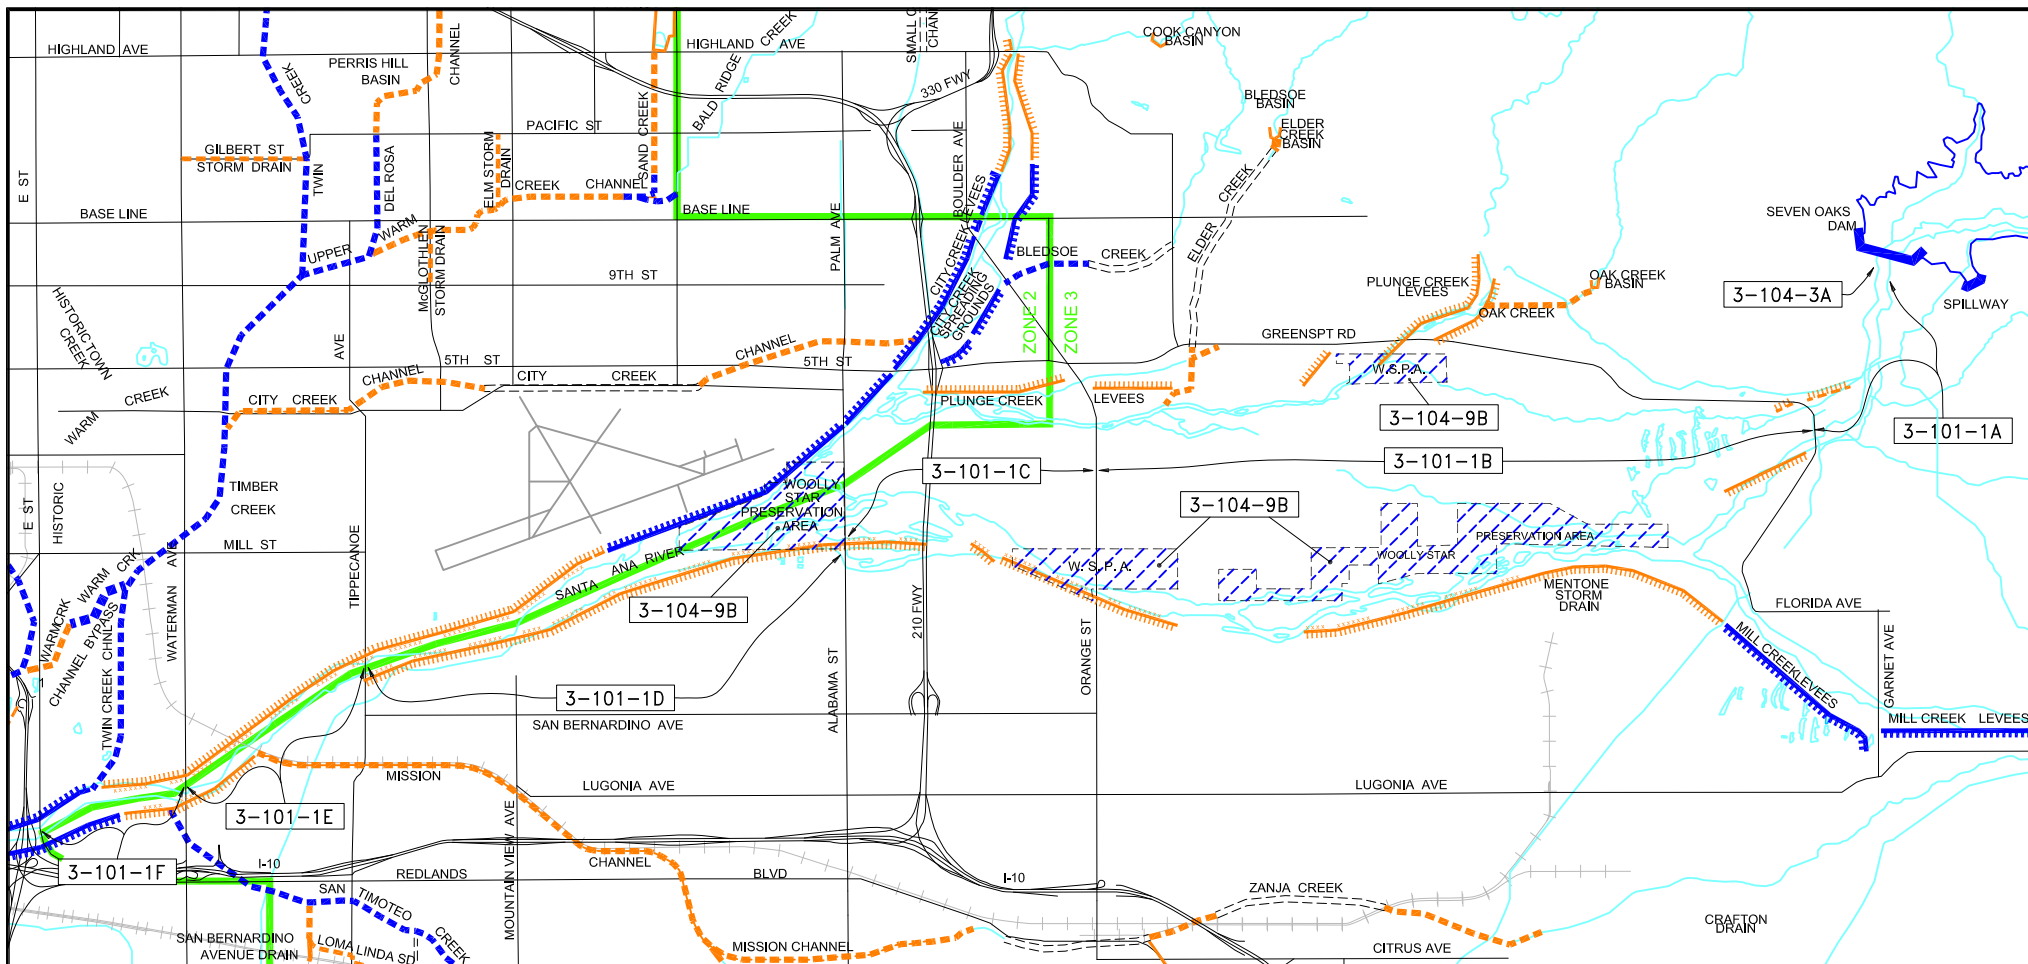 HIGHLAND AVE
PERRIS HILL
BASIN
CHANNEL
CREEK
HIGHLAND AVE
BALD RIDGE CREEK
CHAN
330 FWY
COOK CANYON
BASIN
BLEDSOE
BASIN
ELDER
CREEK
BASIN
PACIFIC ST
GILBERT ST
STORM DRAIN
E ST
TWIN
DEL ROSA
ELM STORM
DRAIN
SAND CREEK
CREEK CHANNEL
BOULDER AVE
BASE LINE
BASE LINE
UPPER
WARM
McGLOTHLEN
STORM DRAIN
9TH ST
PALM AVE
CITY CREEK LEVEES
CITY CREEK
SPREADING
GROUNDS
BLEDSOE
CREEK
ELDER
CREEK
ZONE 2
ZONE 3
SEVEN OAKS
DAM
3-104-3A
SPILLWAY
PLUNGE CREEK
LEVEES
OAK CREEK
BASIN
OAK CREEK
HISTORIC TOWN
CREEK
AVE
5TH ST
CHANNEL
CITY CREEK
CHANNEL
5TH ST
GREENSPT RD
W.S.P.A.
3-104-9B
WARM
CREEK
CITY CREEK
PLUNGE CREEK
LEVEES
3-101-1A
3-101-1B
3-101-1C
E ST
HISTORIC
TIMBER
CREEK
WOOLLY
STAR
PRESERVATION
AREA
3-104-9B
WOOLLY STAR
PRESERVATION AREA
W. S. P. A.
MILL ST
WATERMAN AVE
TIPPECANOE
SANTA ANA RIVER
3-104-9B
210 FWY
MENTONE
STORM
DRAIN
FLORIDA AVE
WARM CRK
WARM CRK
CHANNEL BYPASS
TWIN CREEK CHNL
3-101-1D
ALABAMA ST
ORANGE ST
MILL CREEK LEVEES
GARNET AVE
MILL CREEK LEVEES
SAN BERNARDINO AVE
MISSION
LUGONIA AVE
LUGONIA AVE
3-101-1E
MOUNTAIN VIEW AVE
3-101-1F
I-10
REDLANDS
CHANNEL
BLVD
I-10
ZANJA CREEK
SAN
TIMOTEO
CREEK
SAN BERNARDINO
AVENUE DRAIN
LOMA LINDA SD
MISSION CHANNEL
CITRUS AVE
CRAFTON
DRAIN